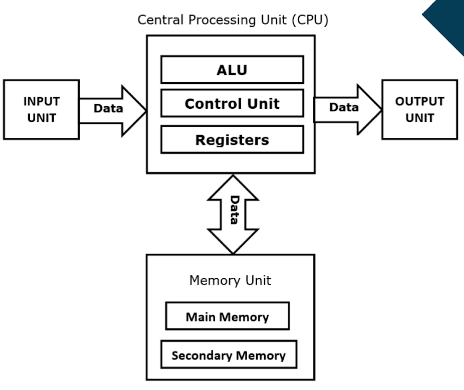 Central Processing Unit (CPU)
ALU
Control Unit
Registers
INPUT
UNIT
Data
Data
OUTPUT
UNIT
Data
Memory Unit
Main Memory
Secondary Memory